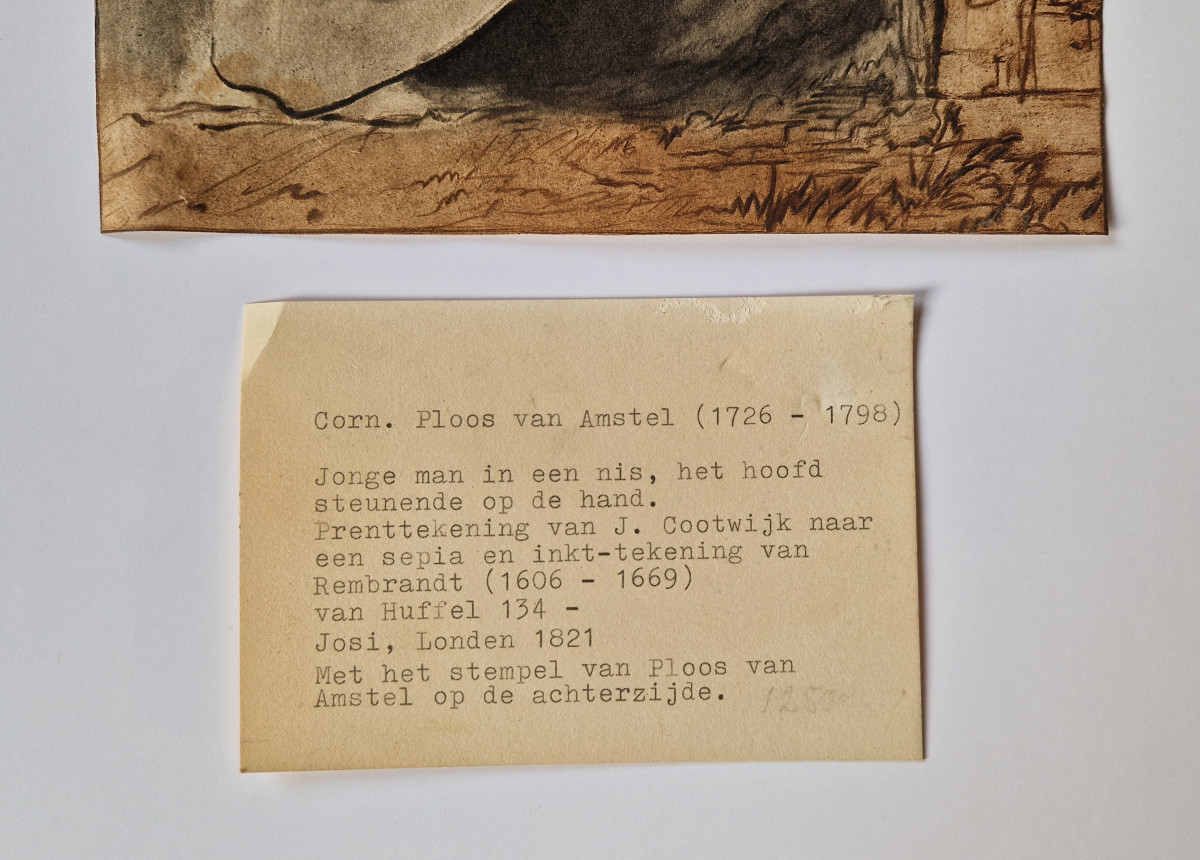 Corn. Ploos van Amstel (1726 - 1798)
Jonge man in een nis, het hoofd
steunende op de hand.
Prenttekening van J. Cootwijk naar
een sepia en inkt-tekening van
Rembrandt (1606 - 1669)
van Huffel 134 -
Josi, Londen 1821
Met het stempel van Ploos van
Amstel op de achterzijde.